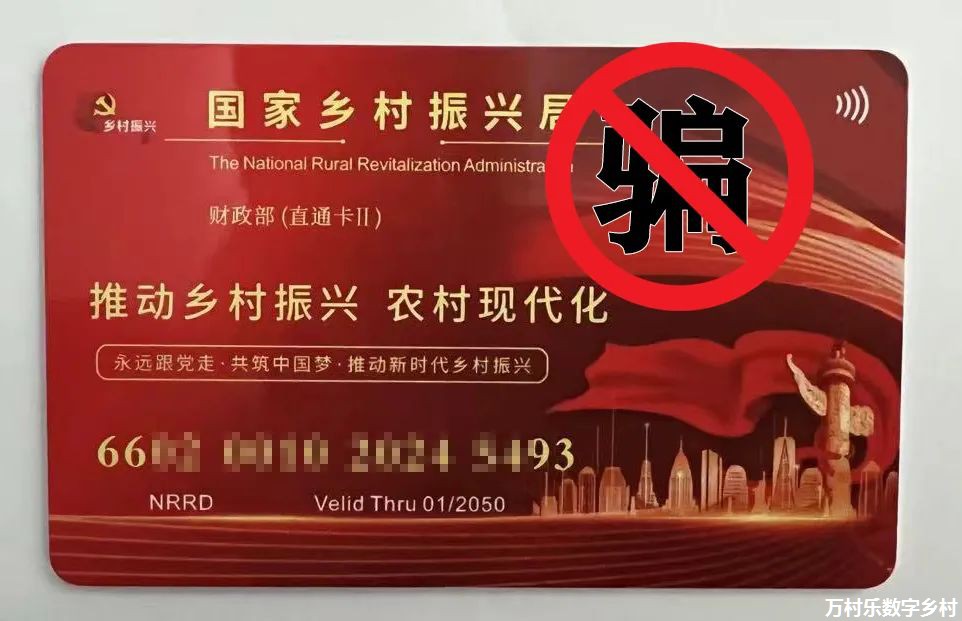 乡村振兴
国家乡村振兴局
骗
The National Rural Revitalization Administra
财政部 (直通卡II)
推动乡村振兴 农村现代化
永远跟党走·共筑中国梦·推动新时代乡村振兴
66 93
NRRD
Velid Thru 01/2050
万村乐数字乡村